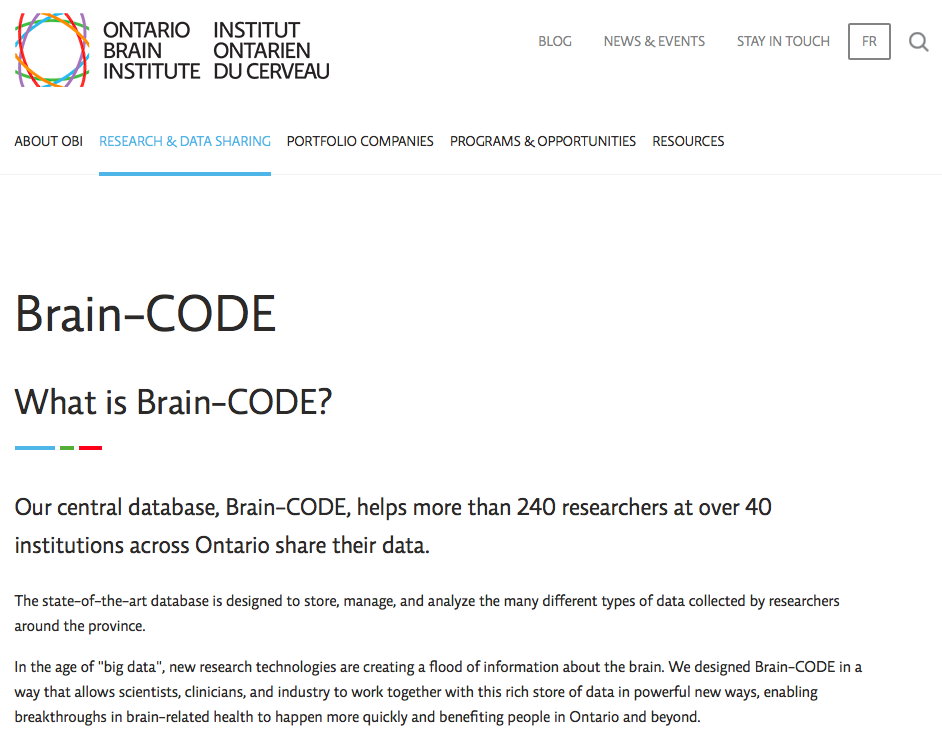 ONTARIO BRAIN INSTITUTE
INSTITUT ONTARIEN DU CERVEAU
BLOG NEWS & EVENTS STAY IN TOUCH FR
ABOUT OBI RESEARCH & DATA SHARING PORTFOLIO COMPANIES PROGRAMS & OPPORTUNITIES RESOURCES
Brain-CODE
What is Brain-CODE?
Our central database, Brain-CODE, helps more than 240 researchers at over 40
institutions across Ontario share their data.
The state-of-the-art database is designed to store, manage, and analyze the many different types of data collected by researchers
around the province.
In the age of "big data", new research technologies are creating a flood of information about the brain. We designed Brain-CODE in a
way that allows scientists, clinicians, and industry to work together with this rich store of data in powerful new ways, enabling
breakthroughs in brain-related health to happen more quickly and benefiting people in Ontario and beyond.